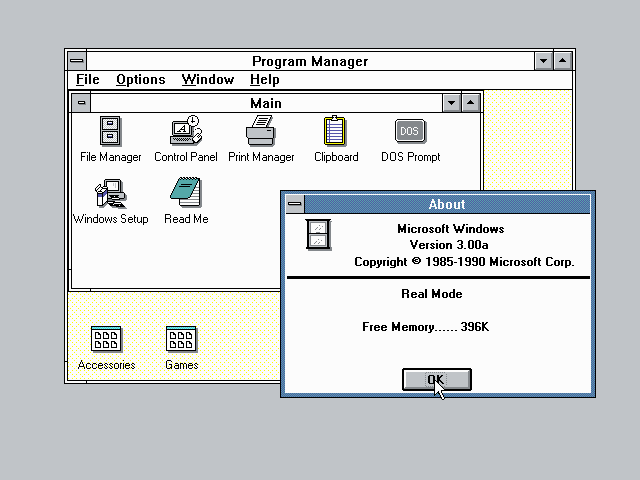 Program Manager
File Options Window Help
Main
File Manager Control Panel Print Manager Clipboard DOS DOS Prompt
Windows Setup Read Me
About
Microsoft Windows
Version 3.00a
Copyright © 1985-1990 Microsoft Corp.
Real Mode
Free Memory...... 396K
Accessories Games
OK